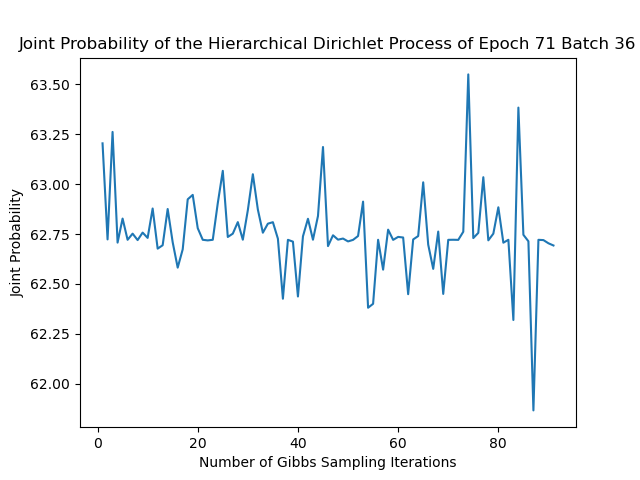 Joint Probability of the Hierarchical Dirichlet Process of Epoch 71 Batch 36
63.50
63.25
63.00
62.75
62.50
62.25
62.00
Joint Probability
0 20 40 60 80
Number of Gibbs Sampling Iterations